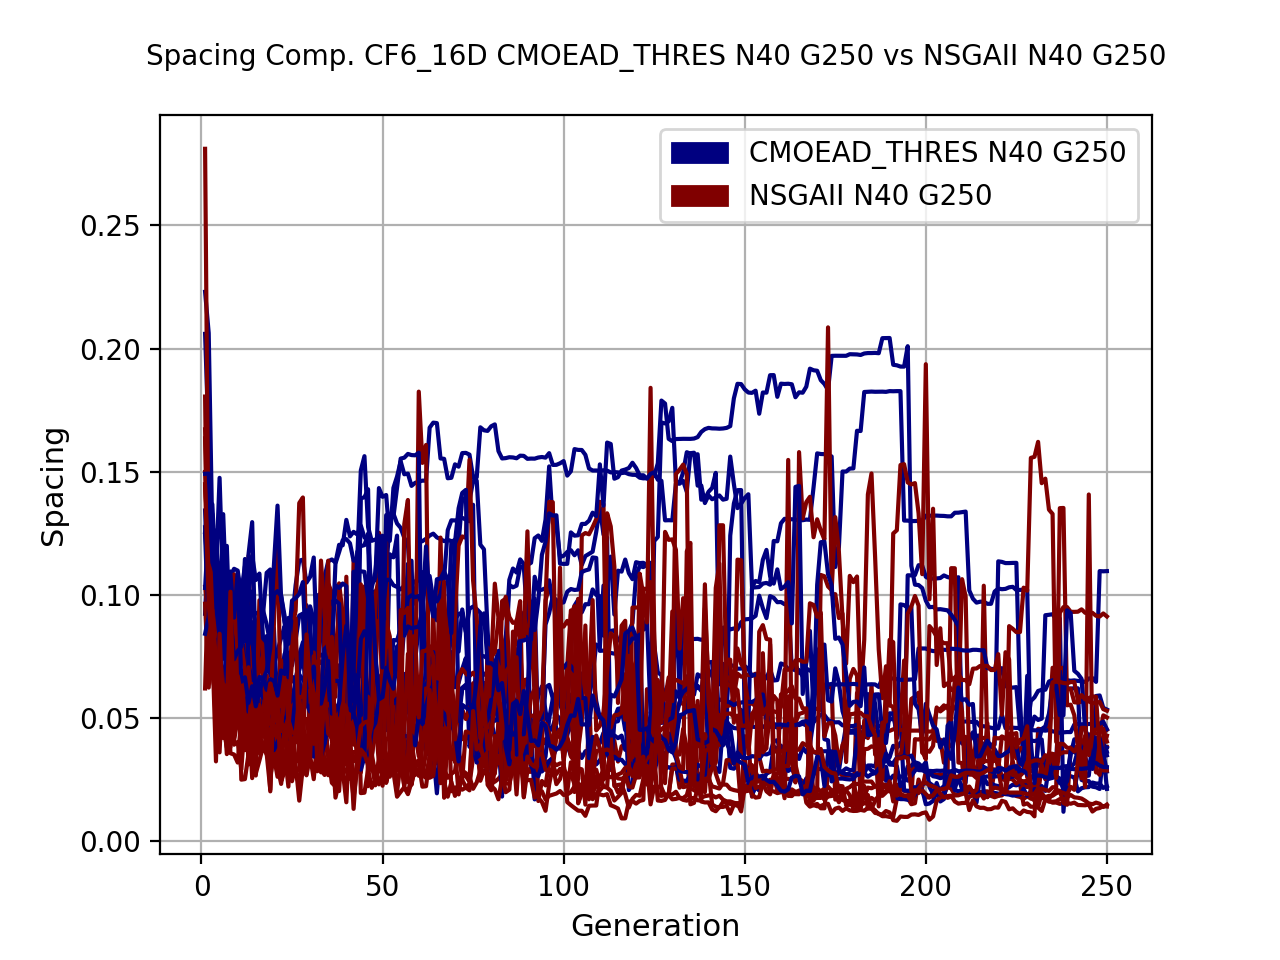 Spacing Comp. CF6_16D CMOEAD_THRES N40 G250 vs NSGAII N40 G250
CMOEAD_THRES N40 G250
NSGAII N40 G250
0.25
0.20
0.15
0.10
0.05
0.00
Spacing
0 50 100 150 200 250
Generation